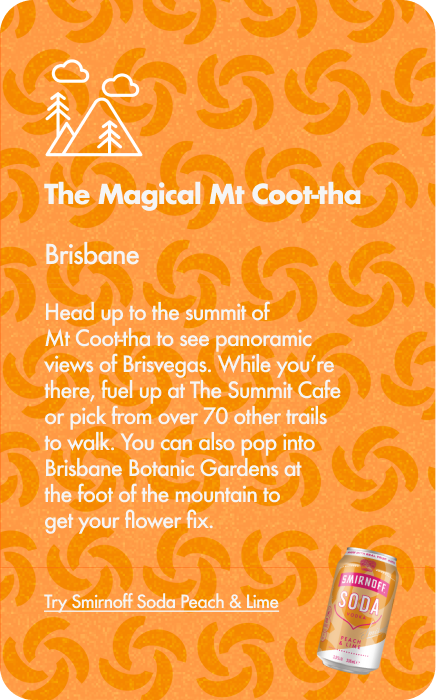 The Magical Mt Coot-tha
Brisbane
Head up to the summit of
Mt Coot-tha to see panoramic
views of Brisvegas. While you're
there, fuel up at The Summit Cafe
or pick from over 70 other trails
to walk. You can also pop into
Brisbane Botanic Gardens at
the foot of the mountain to
get your flower fix.
Try Smirnoff Soda Peach & Lime
SMIRNOFF
SODA
PEACH
& LIME